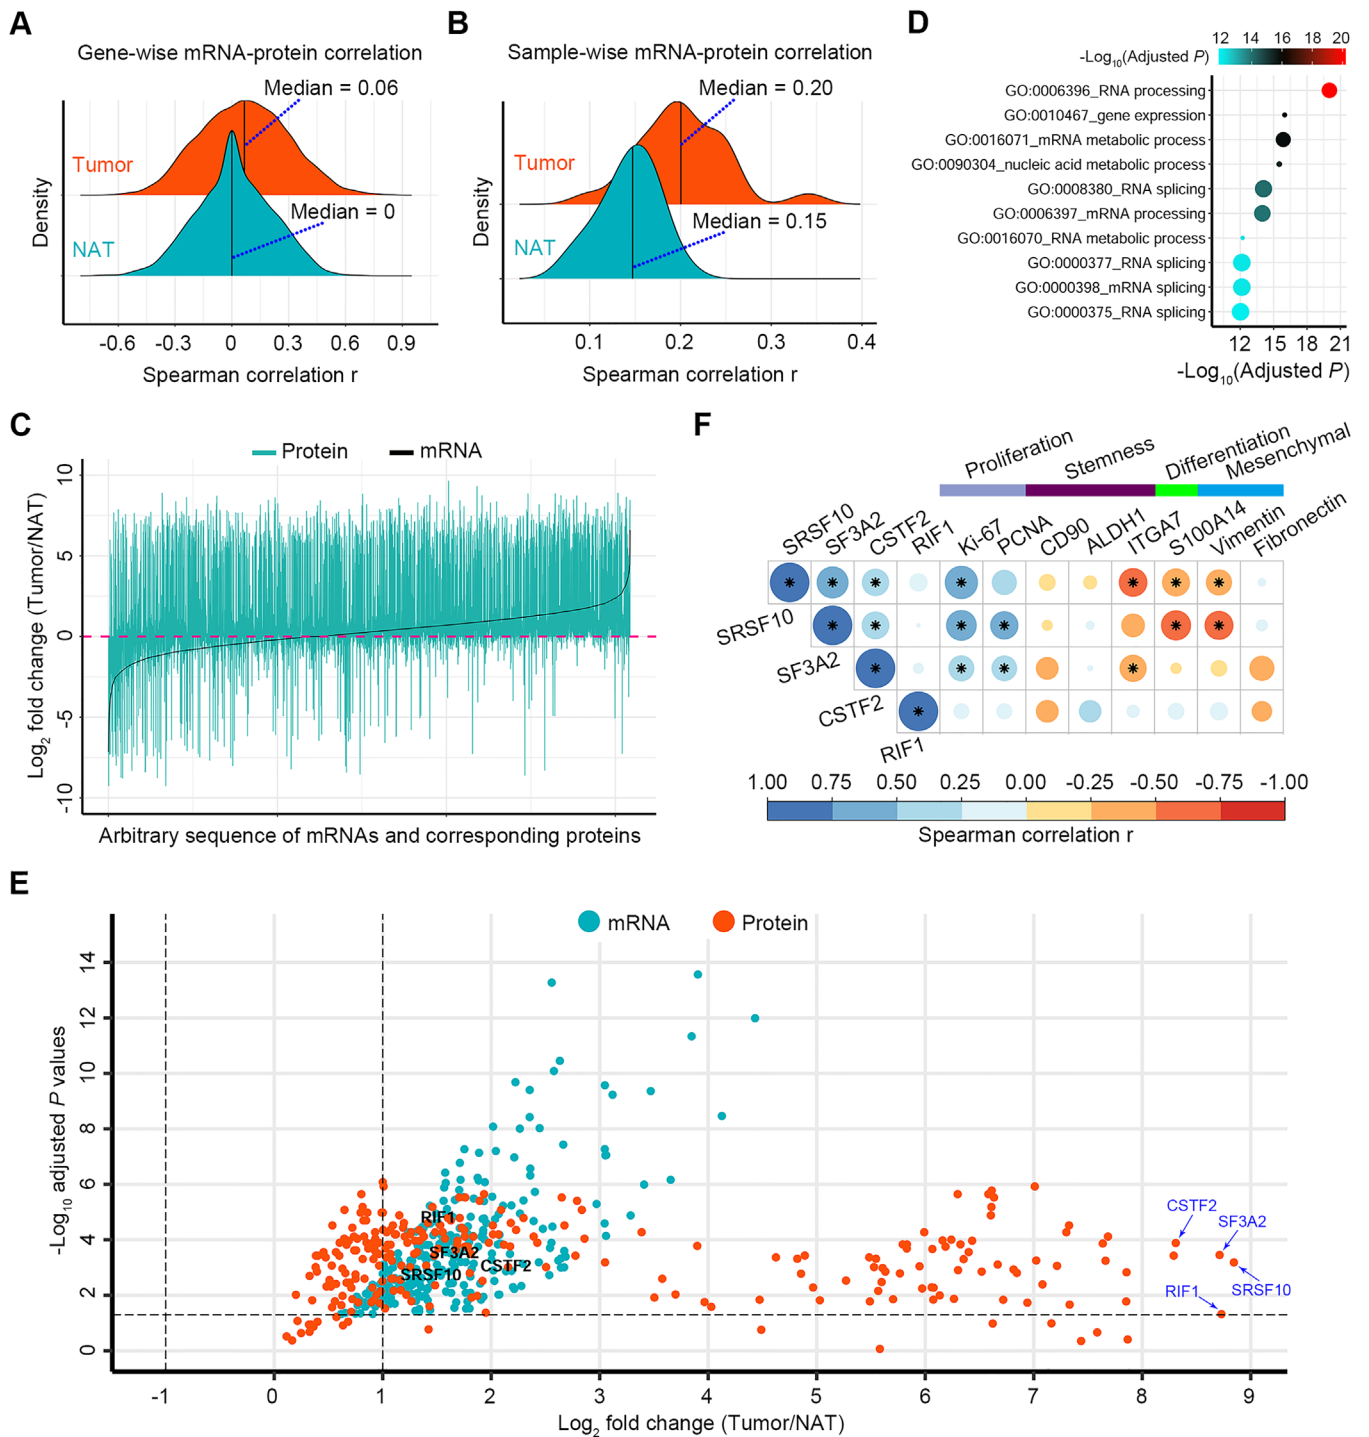 A
Gene-wise mRNA-protein correlation
Median = 0.06
Tumor
Median = 0
NAT
Density
-0.6 -0.3 0 0.3 0.6 0.9
Spearman correlation r
B
Sample-wise mRNA-protein correlation
Median = 0.20
Tumor
Median = 0.15
NAT
Density
0.1 0.2 0.3 0.4
Spearman correlation r
D
12 14 16 18 20
-Log10(Adjusted P)
GO:0006396_RNA processing
GO:0010467_gene expression
GO:0016071_mRNA metabolic process
GO:0090304_nucleic acid metabolic process
GO:0008380_RNA splicing
GO:0006397_mRNA processing
GO:0016070_RNA metabolic process
GO:0000377_RNA splicing
GO:0000398_mRNA splicing
GO:0000375_RNA splicing
12 15 18 21
-Log10(Adjusted P)
C
Protein mRNA
Log2 fold change (Tumor/NAT)
10
5
0
-5
-10
Arbitrary sequence of mRNAs and corresponding proteins
F
Proliferation Stemness Differentiation Mesenchymal
SRSF10 SF3A2 CSTF2 RIF1 Ki-67 PCNA CD90 ALDH1 ITGA7 S100A14 Vimentin Fibronectin
* * * * * * *
SRSF10 * * * * * *
SF3A2 * * * *
CSTF2 *
RIF1
1.00 0.75 0.50 0.25 0.00 -0.25 -0.50 -0.75 -1.00
Spearman correlation r
E
mRNA Protein
-Log10 adjusted P values
14
12
10
8
6
4
2
0
RIF1
SF3A2
SRSF10
CSTF2
CSTF2
SF3A2
RIF1
SRSF10
-1 0 1 2 3 4 5 6 7 8 9
Log2 fold change (Tumor/NAT)